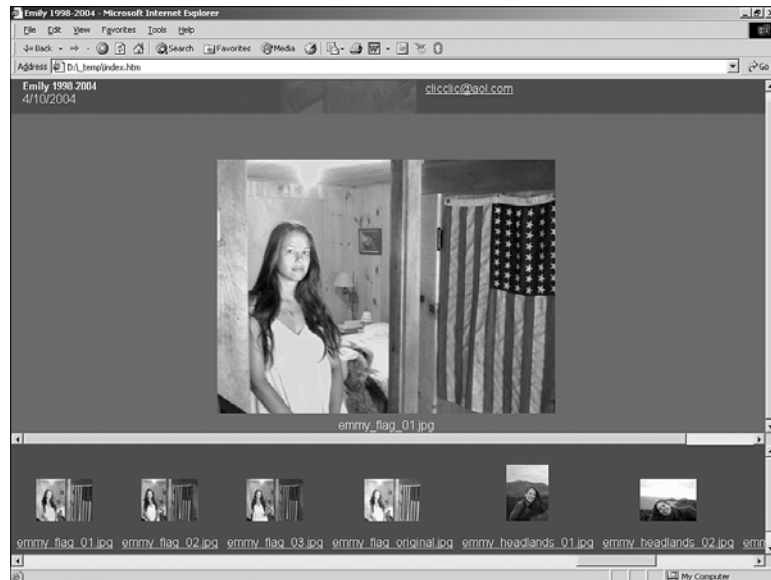 Emily 1998-2004 - Microsoft Internet Explorer
File Edit View Favorites Tools Help
Back Search Favorites Media
Address D:\_temp\index.htm Go
Emily 1998-2004 clicclic@aol.com
4/10/2004
emmy_flag_01.jpg
emmy_flag_01.jpg emmy_flag_02.jpg emmy_flag_03.jpg emmy_flag_original.jpg emmy_headlands_01.jpg emmy_headlands_02.jpg emm
My Computer